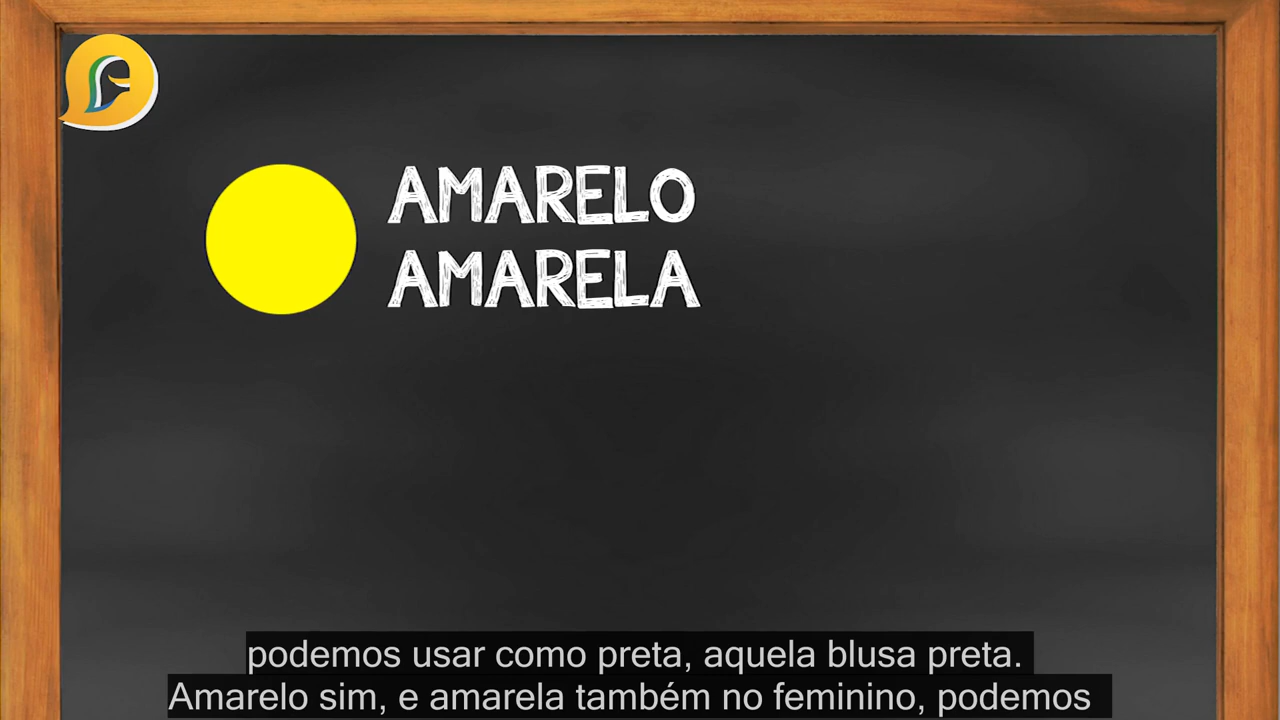 AMARELO
AMARELA
podemos usar como preta, aquela blusa preta.
Amarelo sim, e amarela também no feminino, podemos